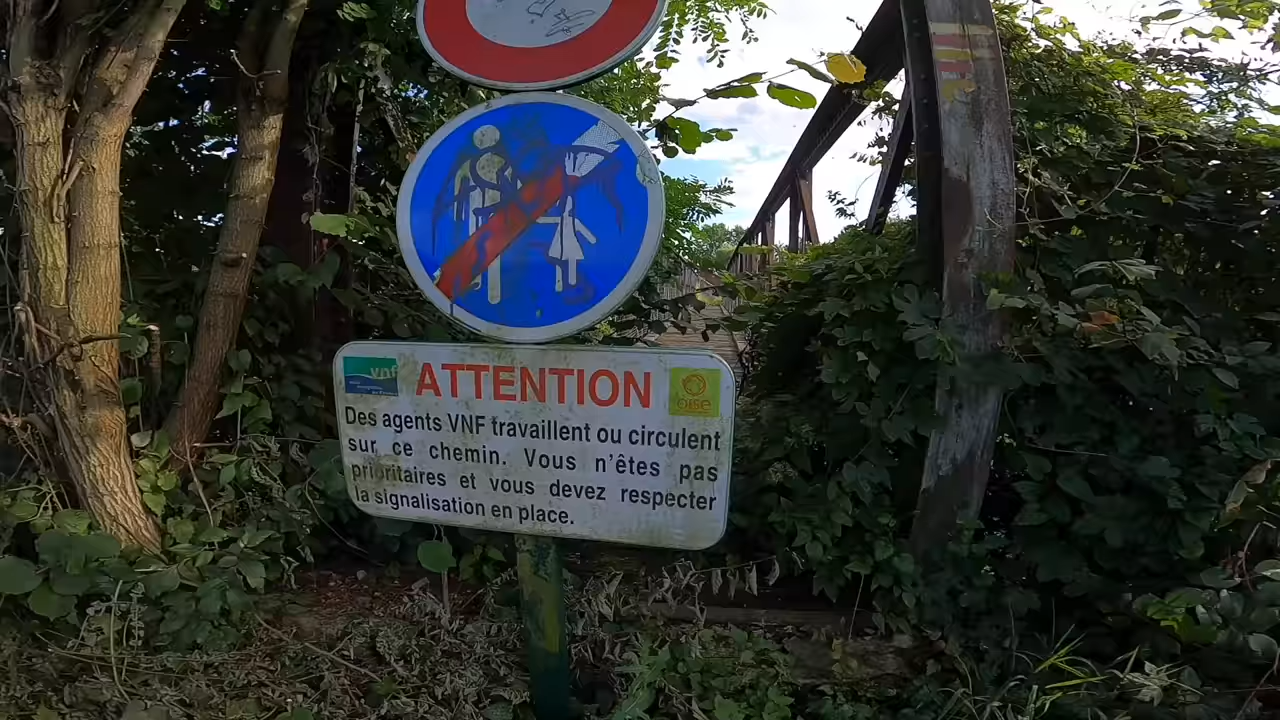 vnf
ATTENTION
oise
Des agents VNF travaillent ou circulent
sur ce chemin. Vous n'êtes pas
prioritaires et vous devez respecter
la signalisation en place.